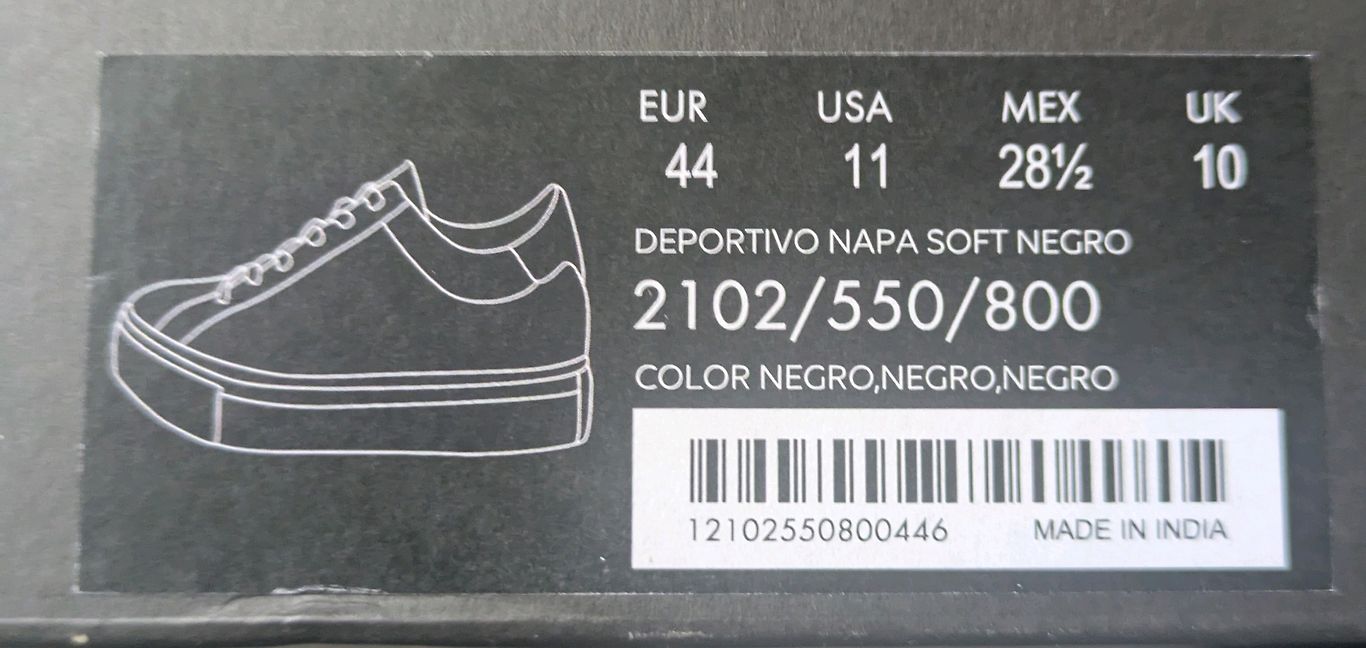 EUR USA MEX UK
44 11 28½ 10
DEPORTIVO NAPA SOFT NEGRO
2102/550/800
COLOR NEGRO,NEGRO,NEGRO
12102550800446 MADE IN INDIA